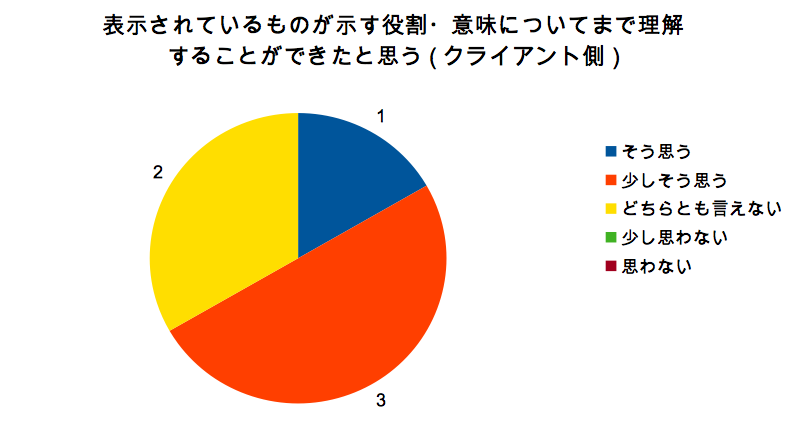 表示されているものが示す役割・意味についてまで理解
することができたと思う(クライアント側)
1
2
3
そう思う
少しそう思う
どちらとも言えない
少し思わない
思わない